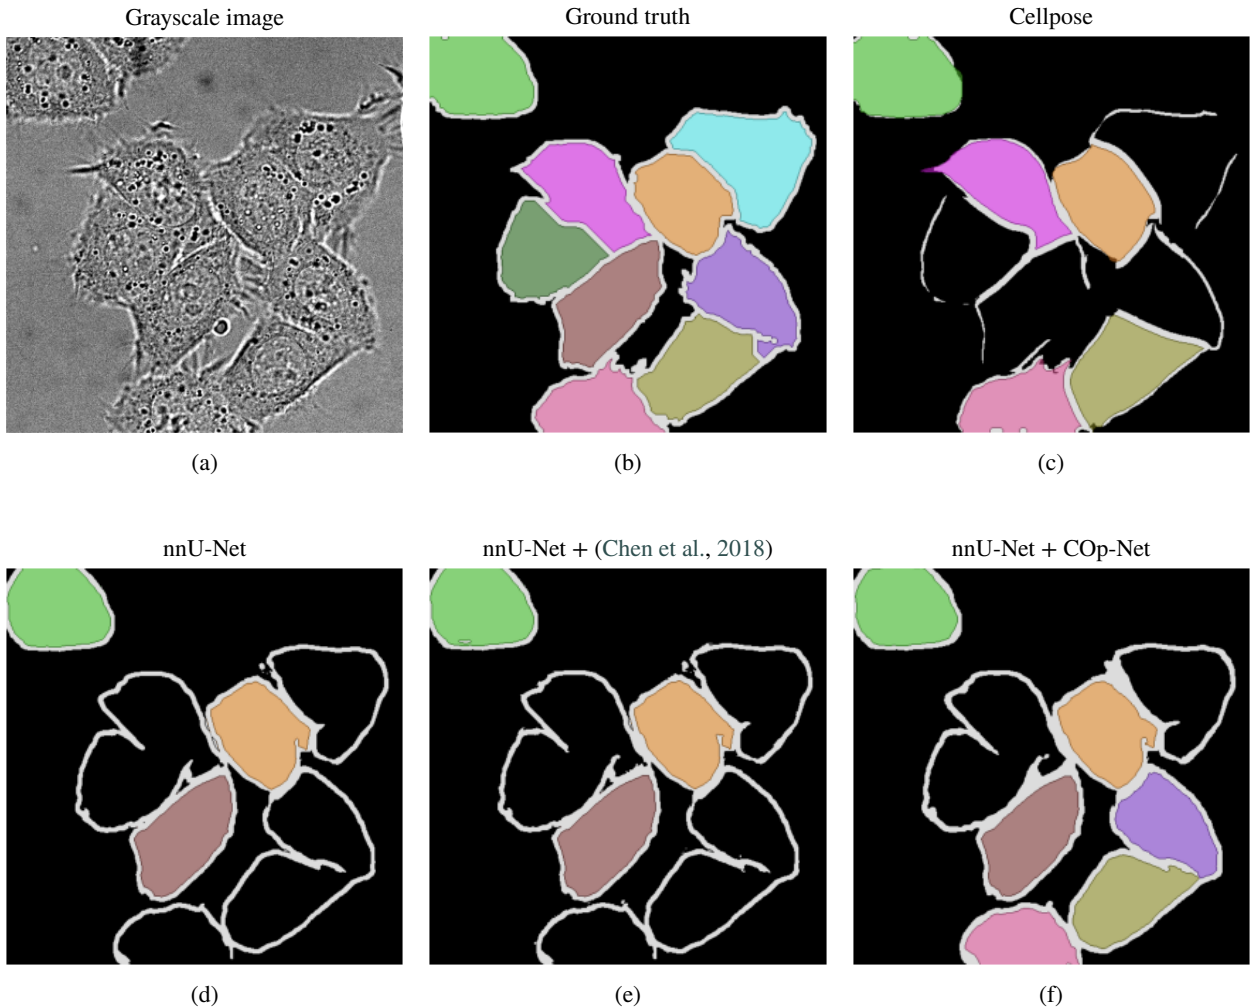 Grayscale image
Ground truth
Cellpose
(a)
(b)
(c)
nnU-Net
nnU-Net + (Chen et al., 2018)
nnU-Net + COp-Net
(d)
(e)
(f)